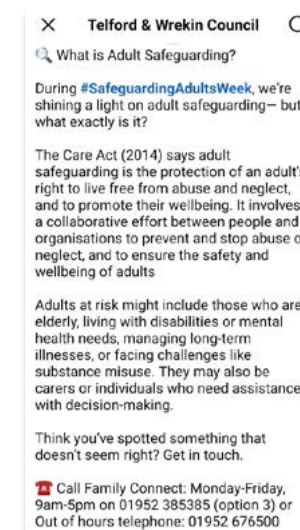 Telford & Wrekin Council
🔍 What is Adult Safeguarding?
During #SafeguardingAdultsWeek, we're
shining a light on adult safeguarding— but
what exactly is it?
The Care Act (2014) says adult
safeguarding is the protection of an adult's
right to live free from abuse and neglect,
and to promote their wellbeing. It involves
a collaborative effort between people and
organisations to prevent and stop abuse o
neglect, and to ensure the safety and
wellbeing of adults
Adults at risk might include those who are
elderly, living with disabilities or mental
health needs, managing long-term
illnesses, or facing challenges like
substance misuse. They may also be
carers or individuals who need assistance
with decision-making.
Think you've spotted something that
doesn't seem right? Get in touch.
☎️ Call Family Connect: Monday-Friday,
9am-5pm on 01952 385385 (option 3) or
Out of hours telephone: 01952 676500